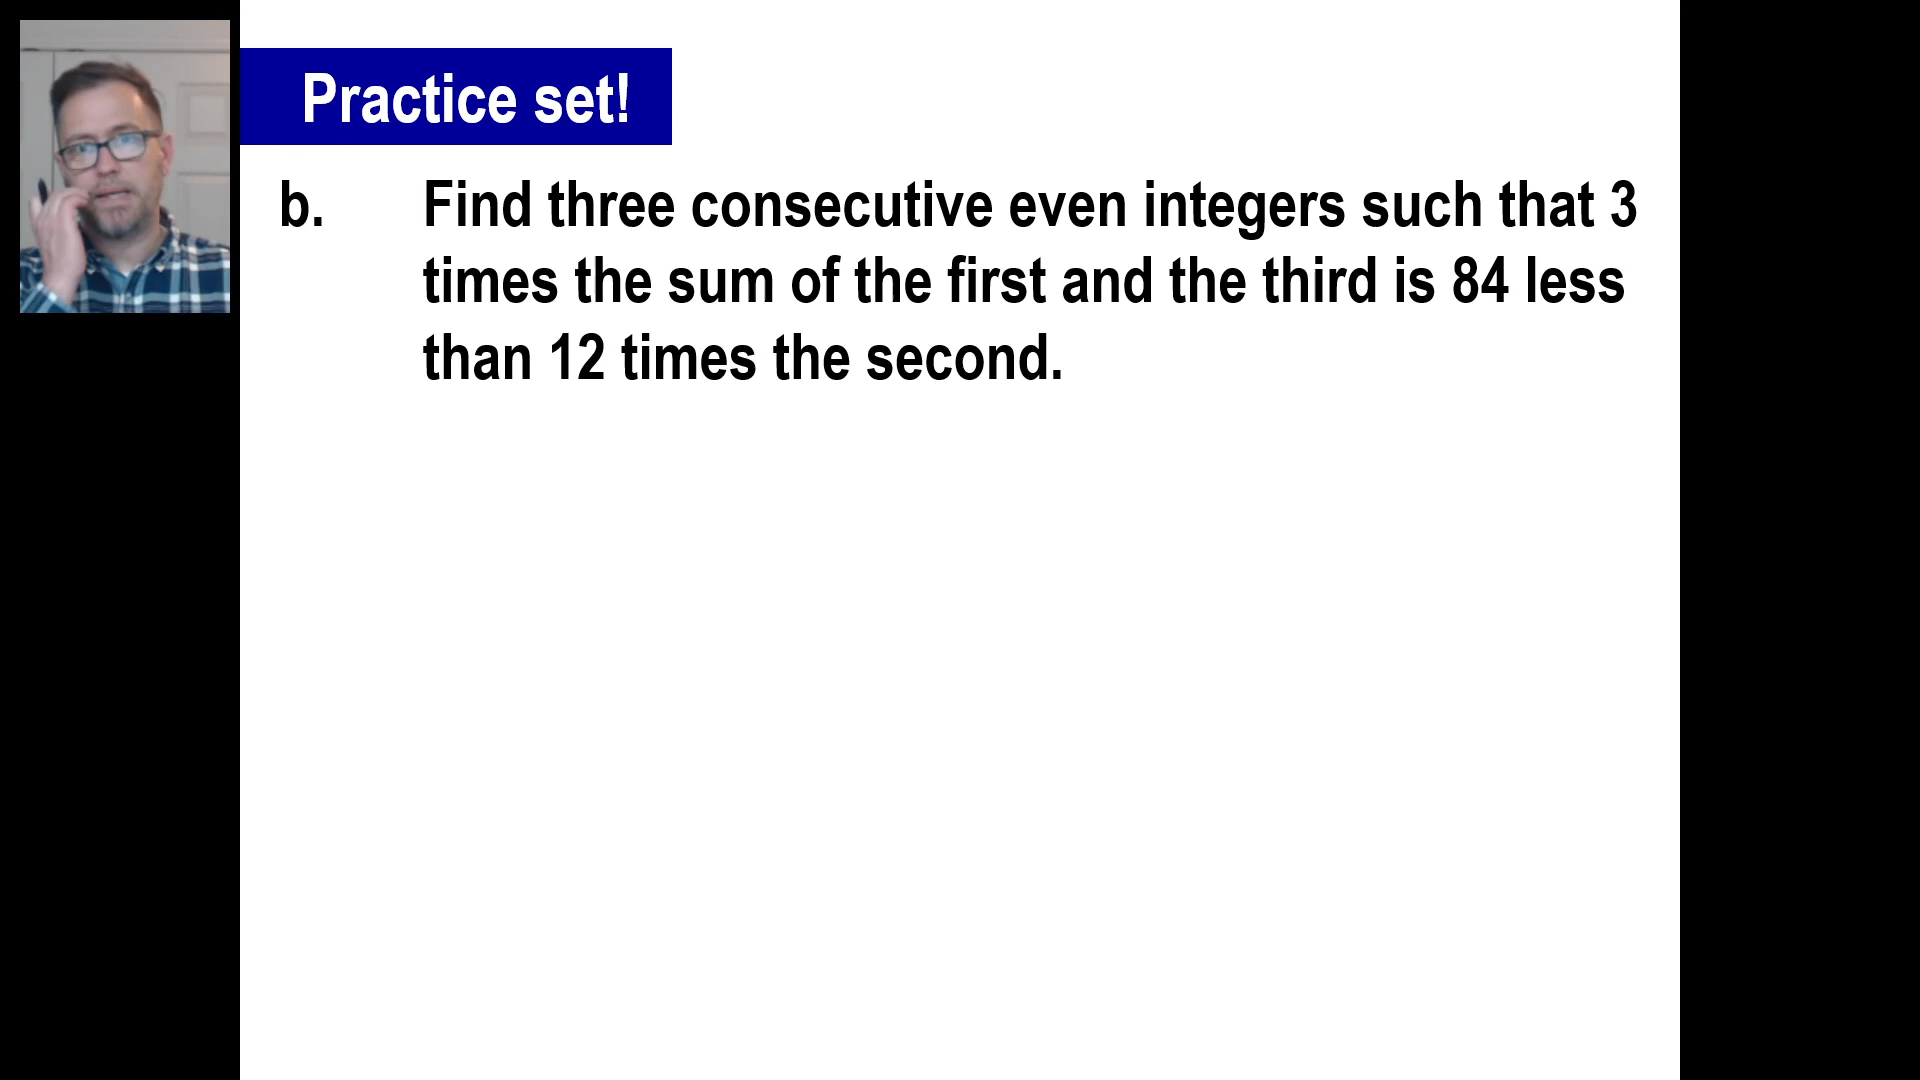 Practice set!
b. Find three consecutive even integers such that 3
times the sum of the first and the third is 84 less
than 12 times the second.